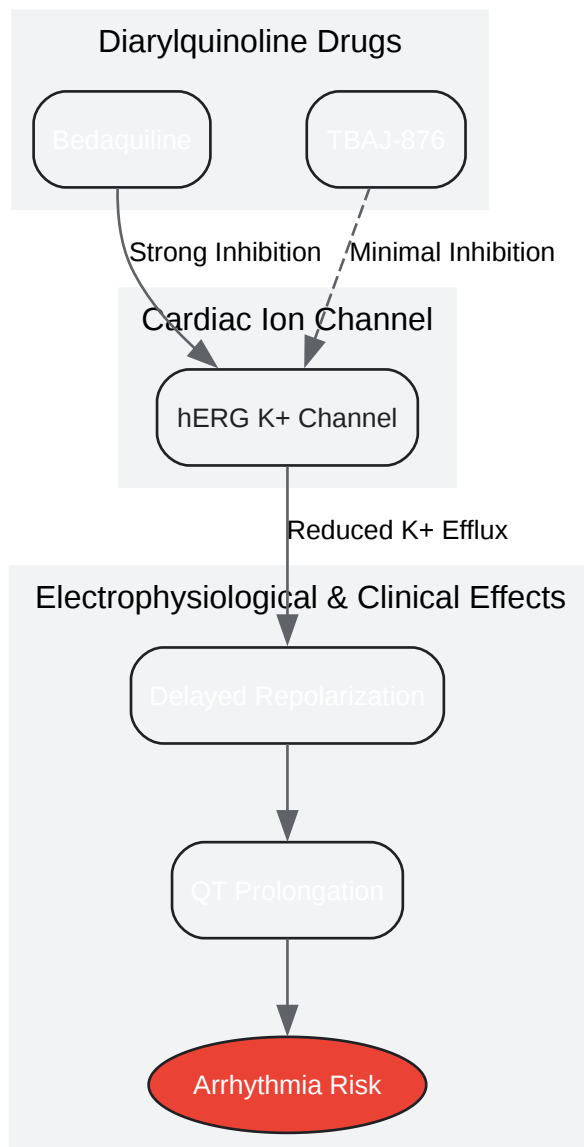 Diarylquinoline Drugs
Bedaquiline
TBAJ-876
Strong Inhibition
Minimal Inhibition
Cardiac Ion Channel
hERG K+ Channel
Reduced K+ Efflux
Electrophysiological & Clinical Effects
Delayed Repolarization
QT Prolongation
Arrhythmia Risk